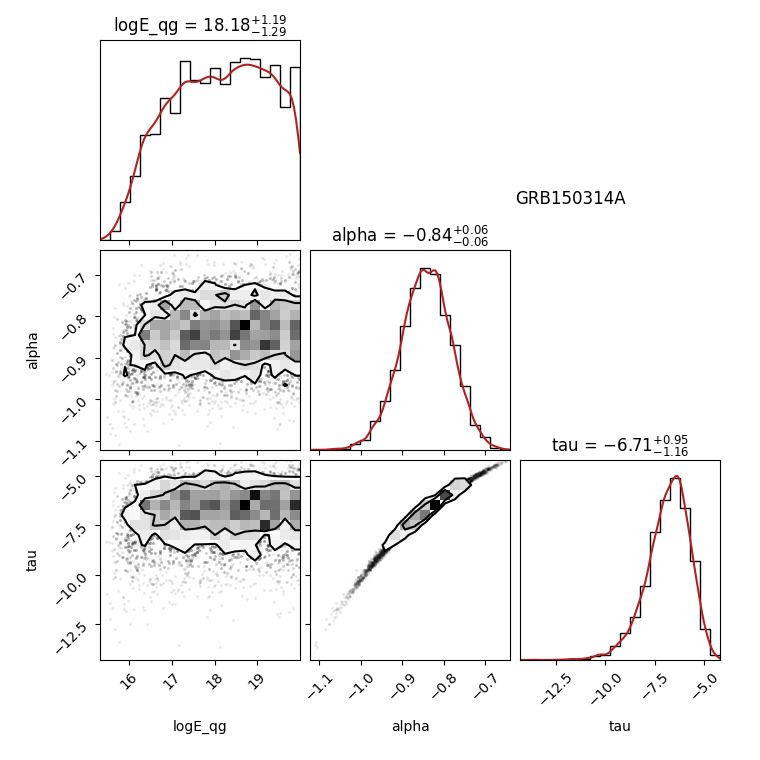 logE_qg = 18.18 +1.19 −1.29
GRB150314A
alpha = −0.84 +0.06 −0.06
−0.7
−0.8
−0.9
−1.0
−1.1
alpha
tau = −6.71 +0.95 −1.16
−5.0
−7.5
−10.0
−12.5
tau
16 17 18 19
−1.1 −1.0 −0.9 −0.8 −0.7
−12.5 −10.0 −7.5 −5.0
logE_qg alpha tau